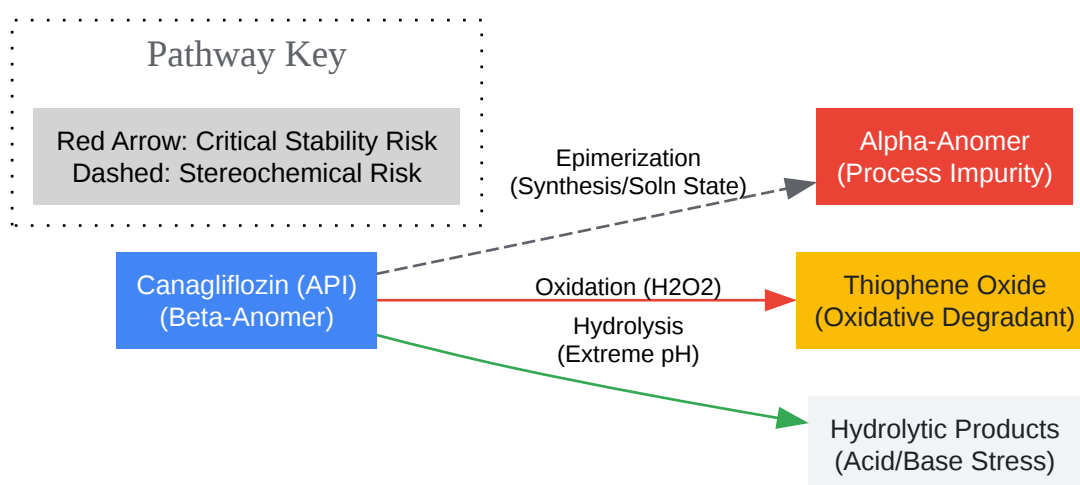 Pathway Key
Red Arrow: Critical Stability Risk
Dashed: Stereochemical Risk
Epimerization
(Synthesis/Soln State)
Alpha-Anomer
(Process Impurity)
Canagliflozin (API)
(Beta-Anomer)
Oxidation (H2O2)
Thiophene Oxide
(Oxidative Degradant)
Hydrolysis
(Extreme pH)
Hydrolytic Products
(Acid/Base Stress)